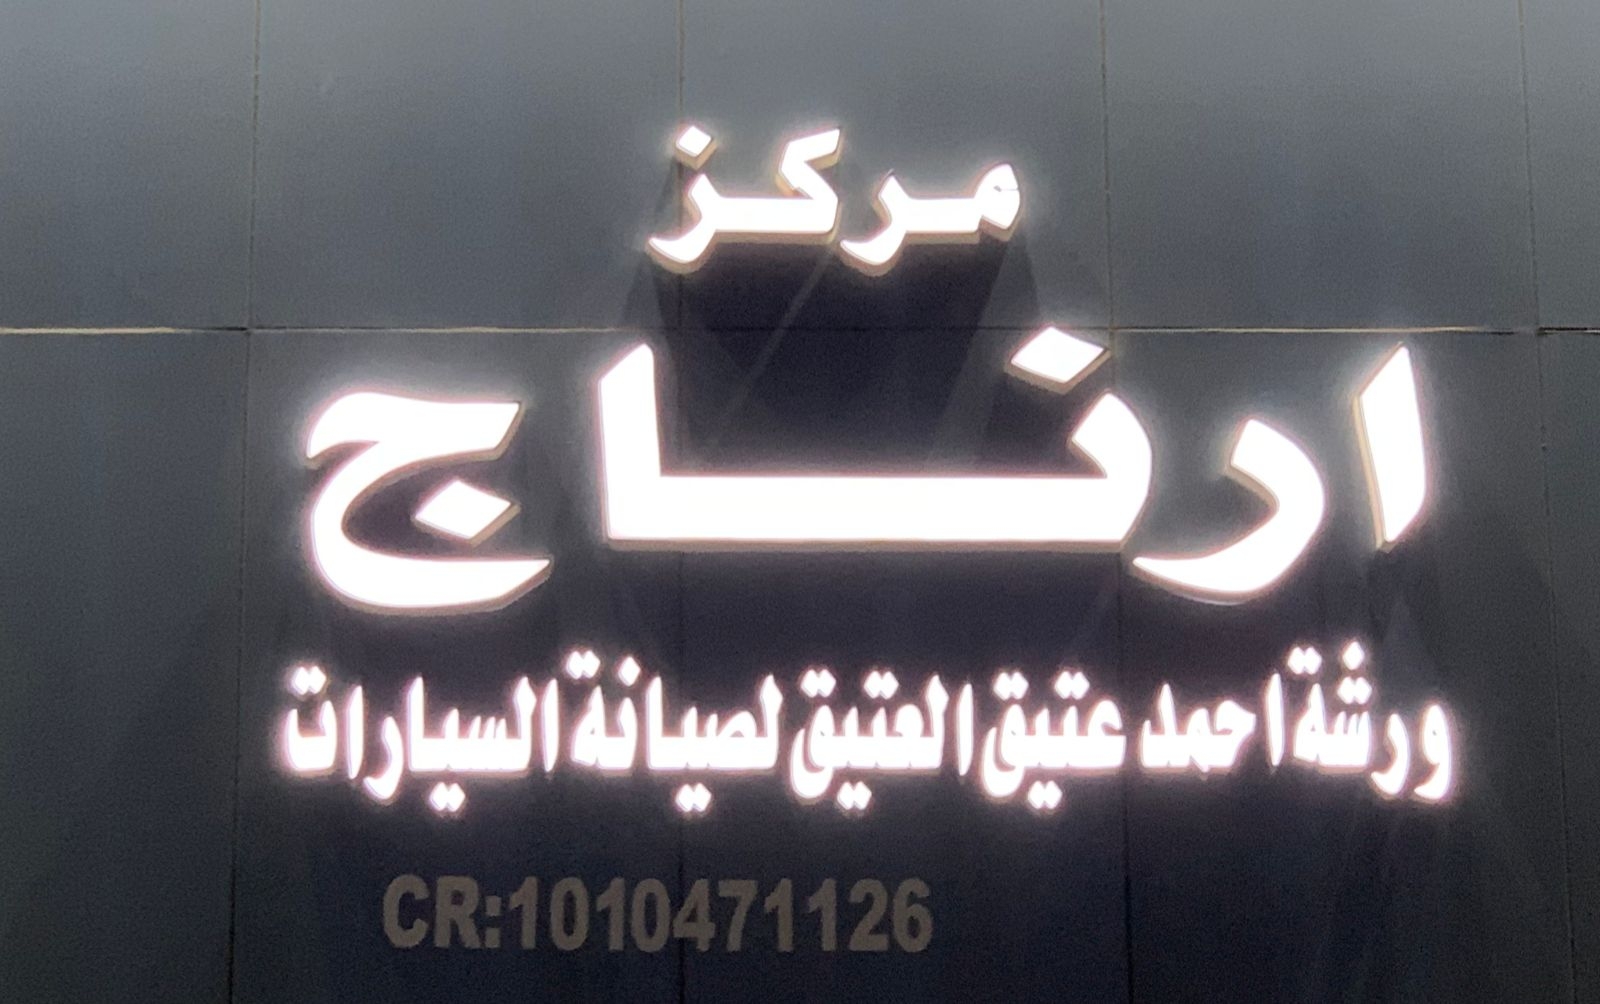 مركز
ارناج
ورشة احمد عتيق العتيق لصيانة السيارات
CR:1010471126